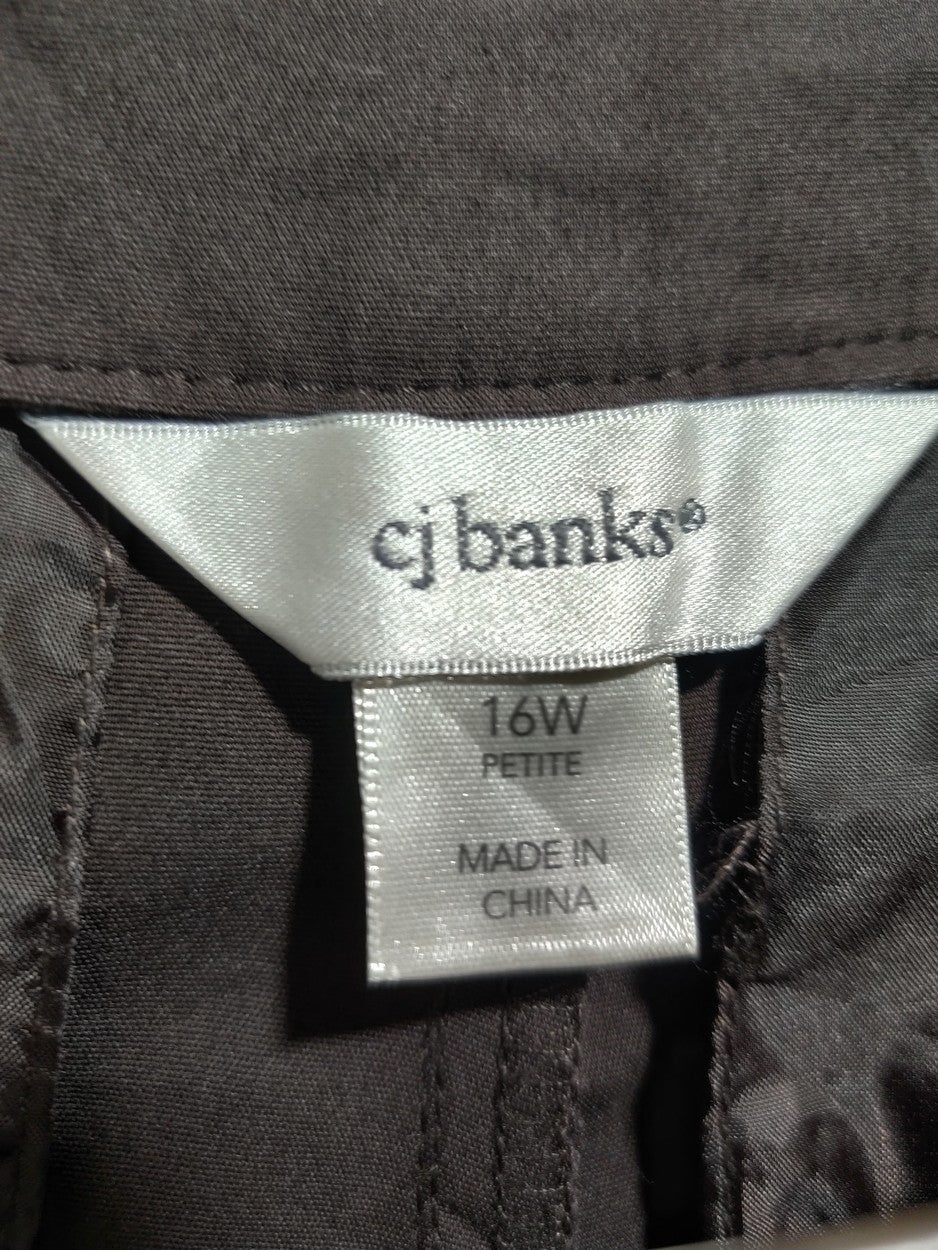 cj banks®
16W
PETITE
MADE IN
CHINA